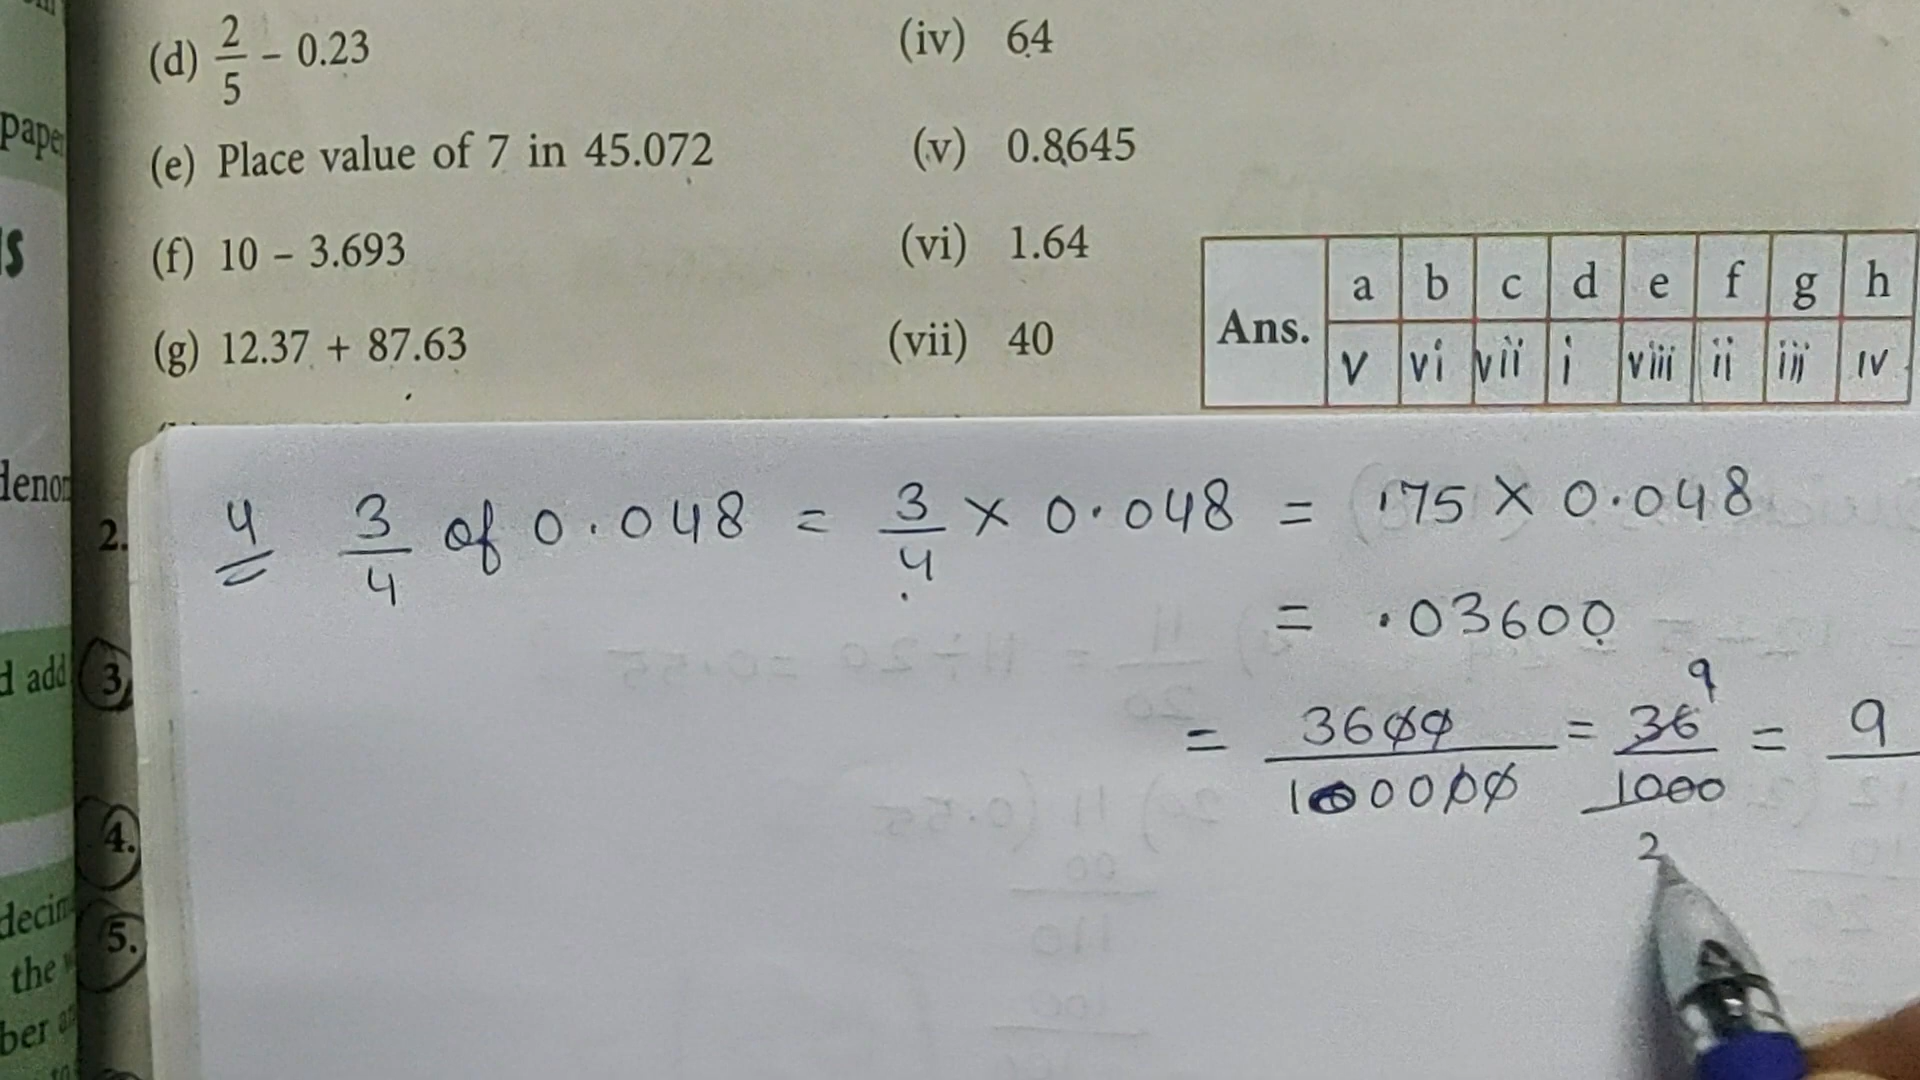 (d) 2/5 – 0.23 (iv) 64
(e) Place value of 7 in 45.072 (v) 0.8645
(f) 10 – 3.693 (vi) 1.64
(g) 12.37 + 87.63 (vii) 40
Ans. a b c d e f g h
v vi vii i viii ii iii iv
2.
4 3/4 of 0.048 = 3/4 × 0.048 = .75 × 0.048
= .03600
= 3600/100000 = 36/1000 = 9
9
2
3.
4.
5.
add
the